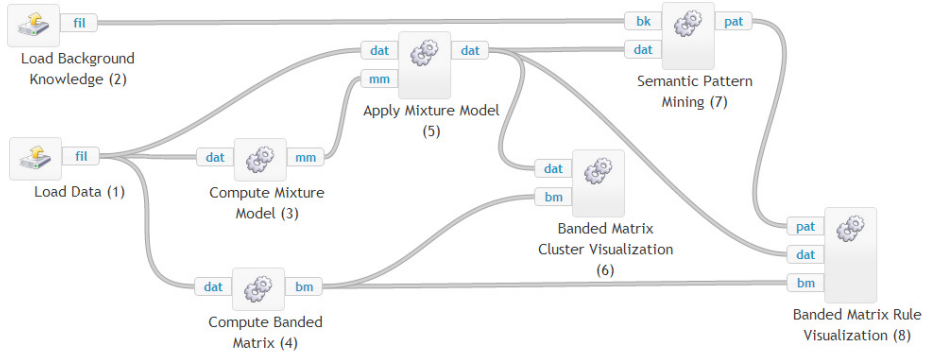 fil
Load Background
Knowledge (2)
bk
pat
dat
Semantic Pattern
Mining (7)
dat
dat
mm
Apply Mixture Model
(5)
fil
Load Data (1)
dat
mm
Compute Mixture
Model (3)
dat
bm
Banded Matrix
Cluster Visualization
(6)
dat
bm
Compute Banded
Matrix (4)
pat
dat
bm
Banded Matrix Rule
Visualization (8)